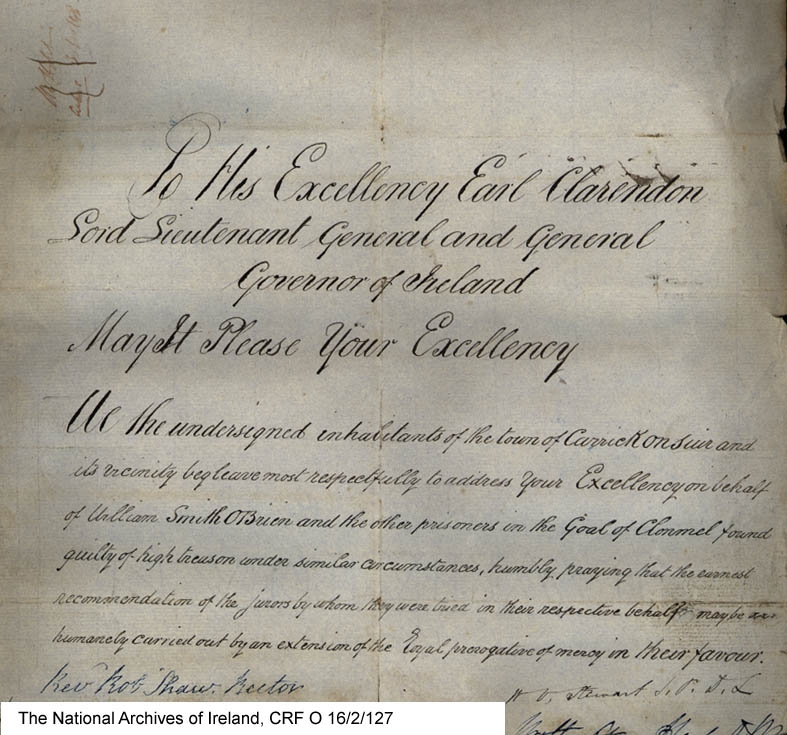 To His Excellency Earl Clarendon
Lord Lieutenant General and General
Governor of Ireland
May It Please Your Excellency
We the undersigned inhabitants of the town of Carrick on Suir and
its vicinity beg leave most respectfully to address Your Excellency on behalf
of William Smith O'Brien and the other prisoners in the Goal of Clonmel found
guilty of high treason under similar circumstances, humbly praying that the earnest
recommendation of the jurors by whom they were tried in their respective behalf may be
humanely carried out by an extension of the Royal prerogative of mercy in their favour.
Rev Rob Shaw. Rector
Stewart J. P. D. L
The National Archives of Ireland, CRF O 16/2/127